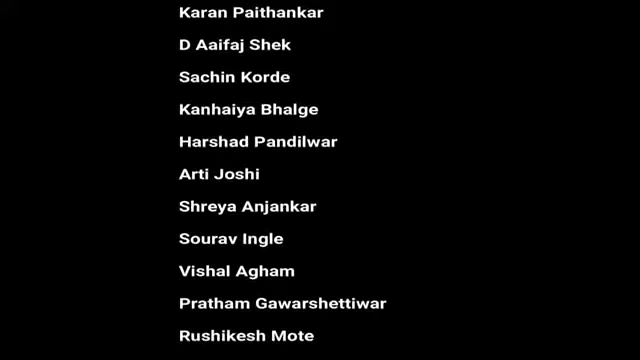 Karan Paithankar
D Aaifaj Shek
Sachin Korde
Kanhaiya Bhalge
Harshad Pandilwar
Arti Joshi
Shreya Anjankar
Sourav Ingle
Vishal Agham
Pratham Gawarshettiwar
Rushikesh Mote